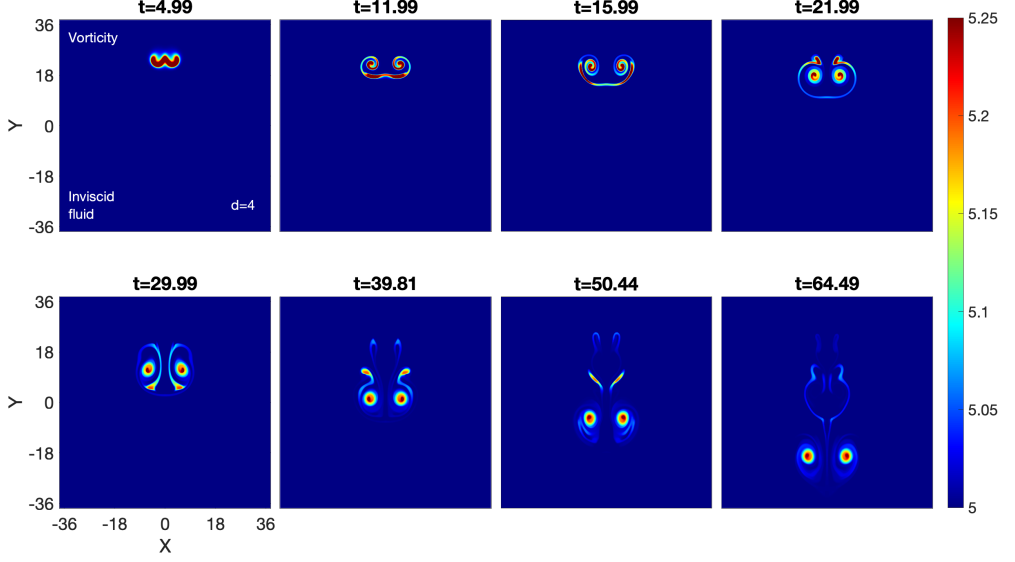 t=4.99 t=11.99 t=15.99 t=21.99
36
18
0
-18
-36
Y
Vorticity
Inviscid
fluid
d=4
5.25
5.2
5.15
5.1
5.05
5
t=29.99 t=39.81 t=50.44 t=64.49
36
18
0
-18
-36
Y
-36 -18 0 18 36
X